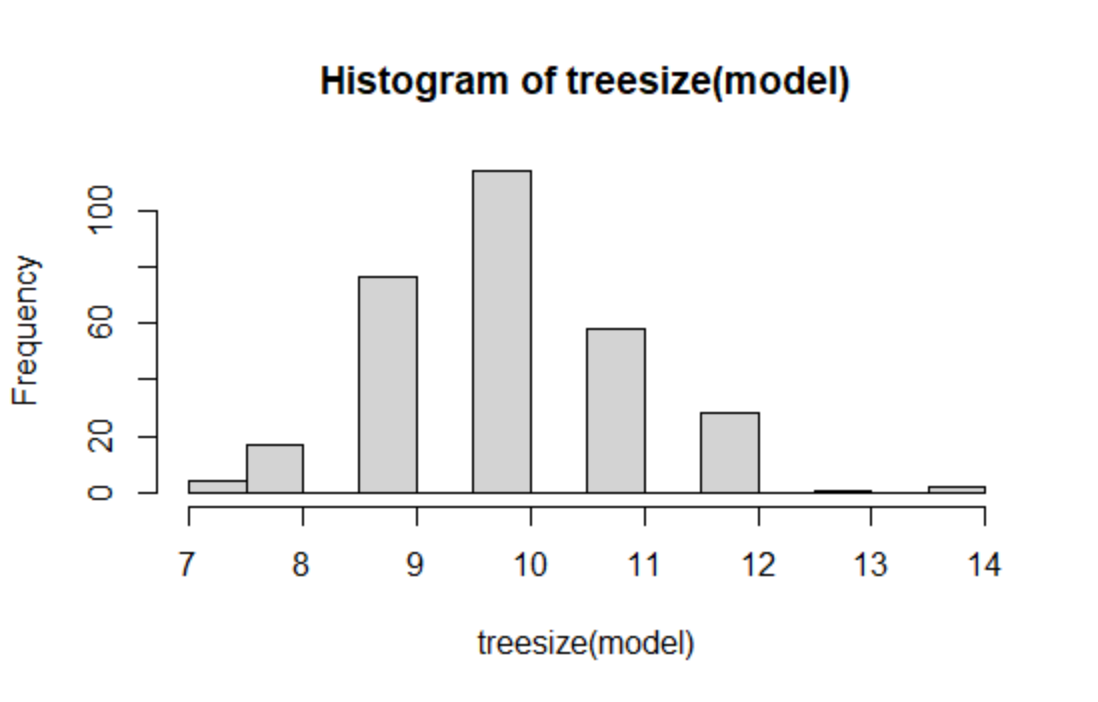 Histogram of treesize(model)
Frequency
100
60
20
0
7 8 9 10 11 12 13 14
treesize(model)